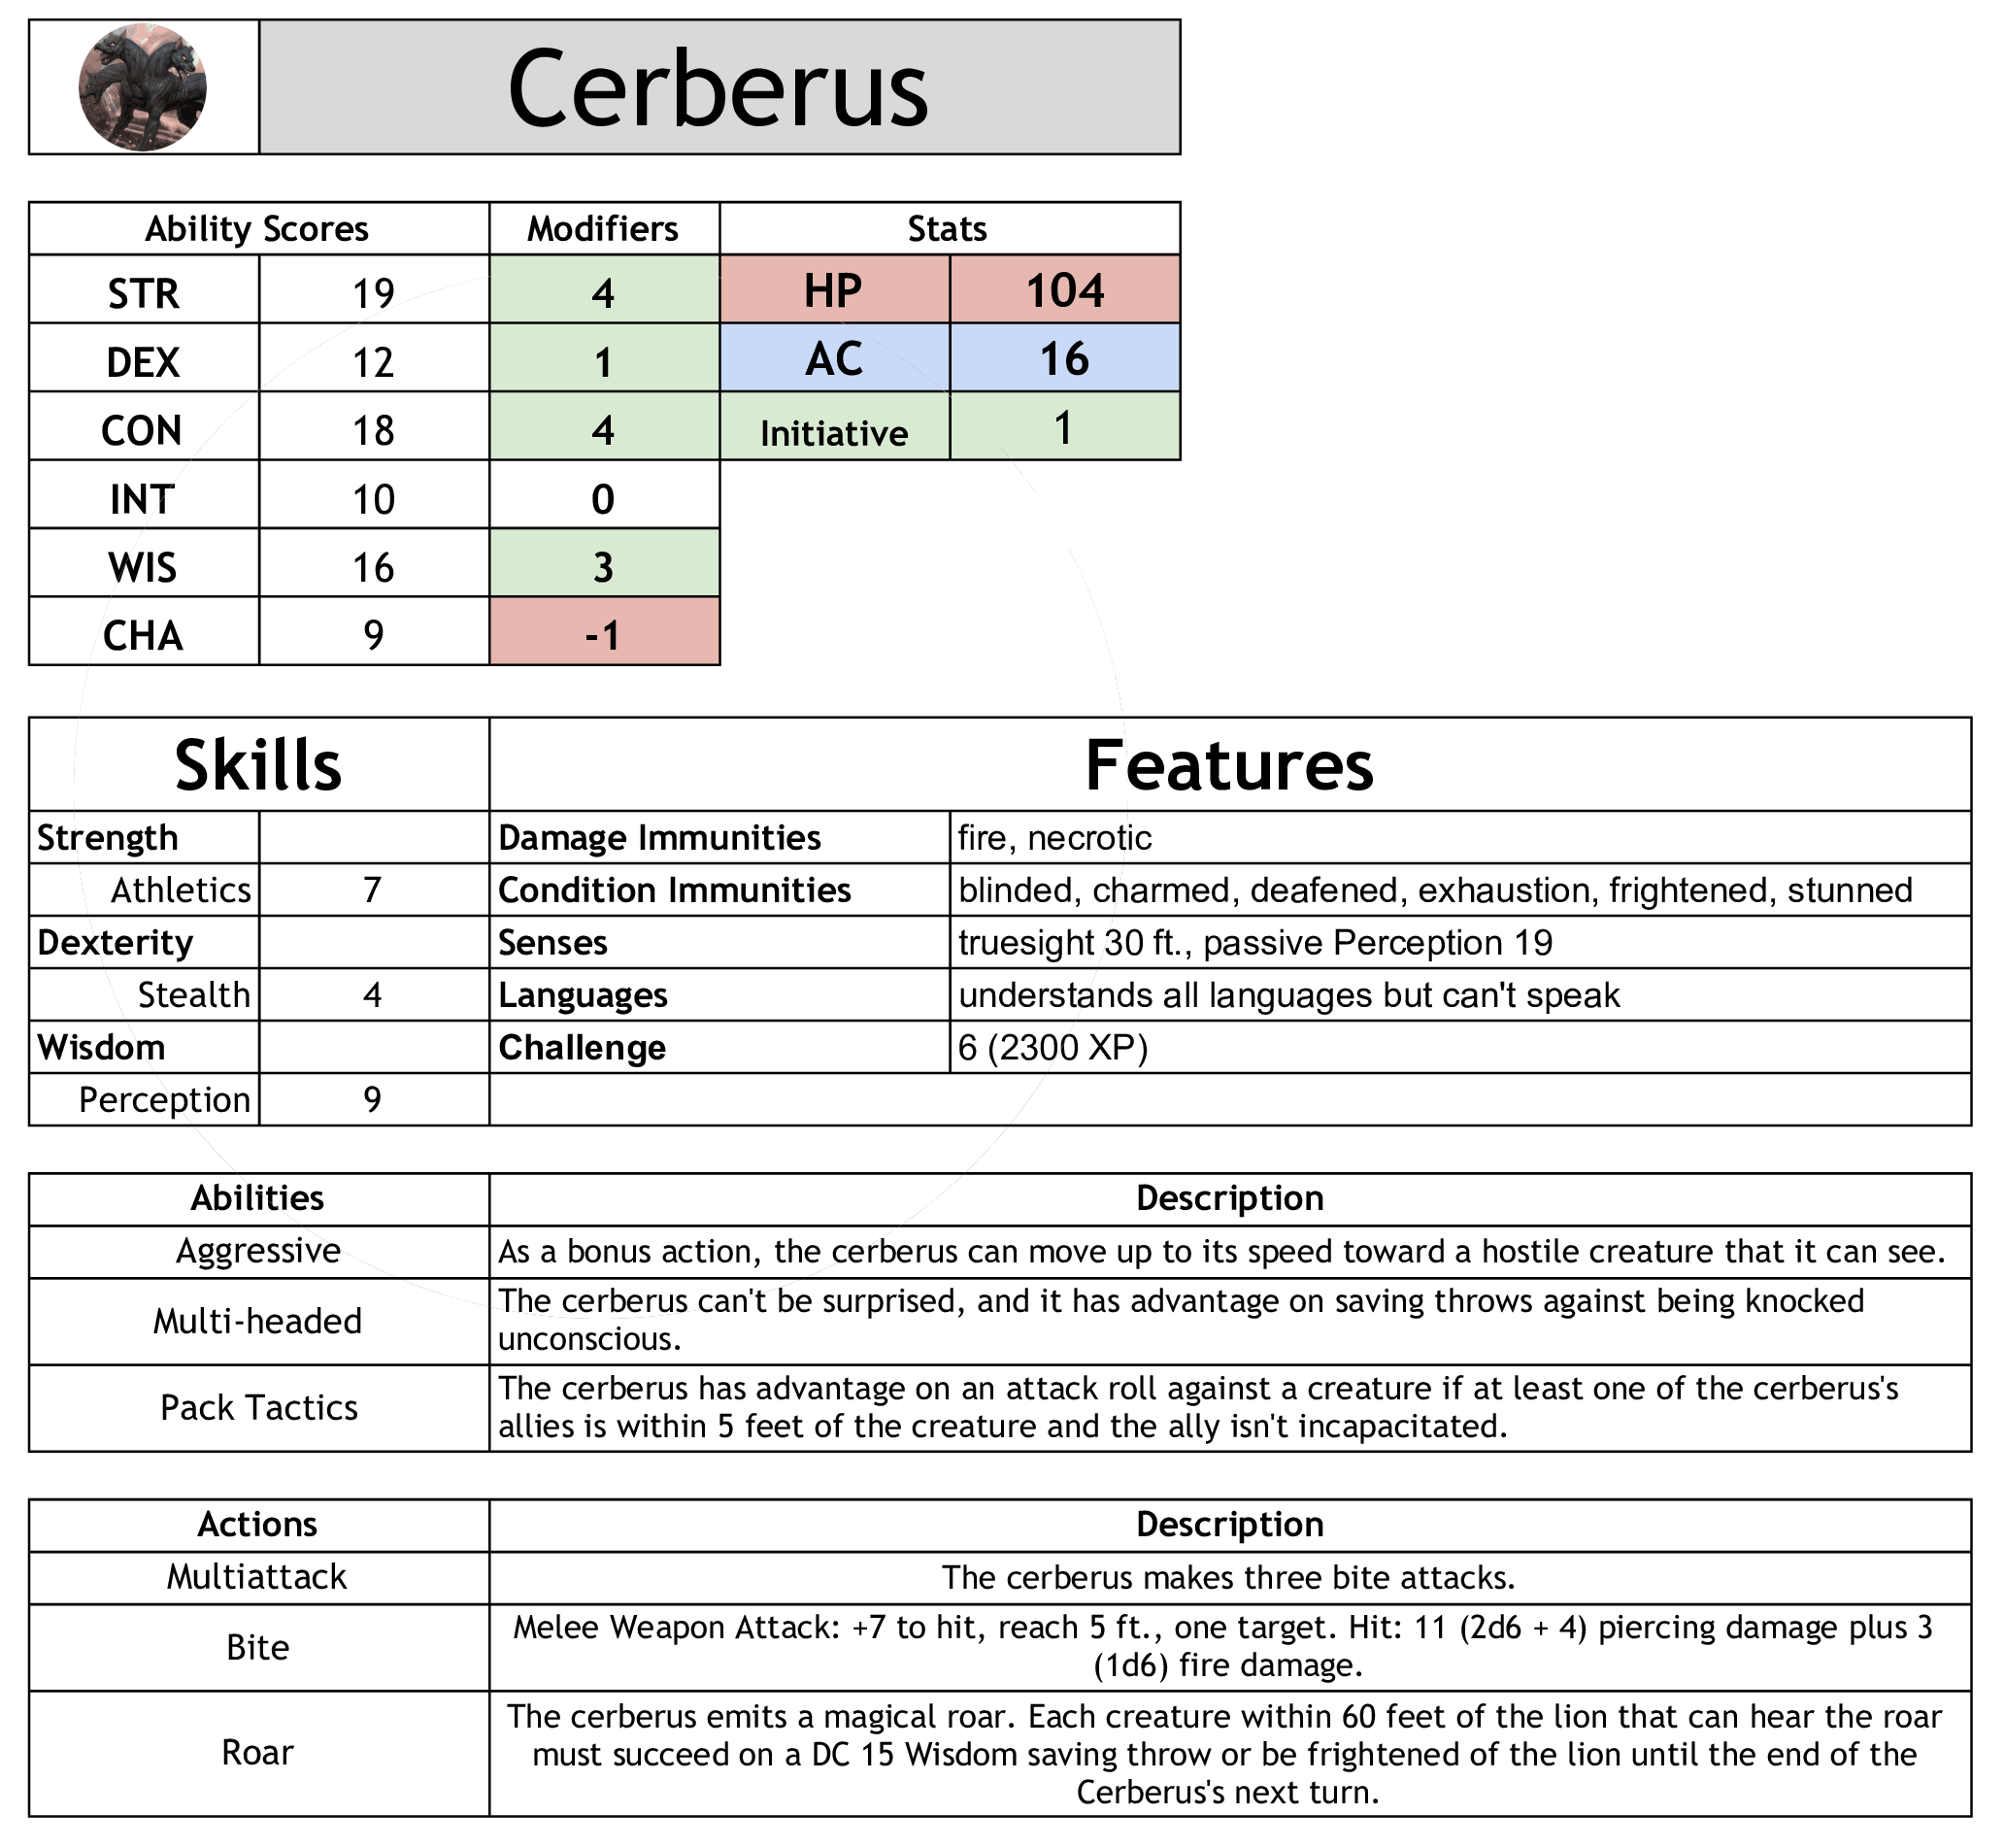 Cerberus
Ability Scores Modifiers Stats
STR 19 4 HP 104
DEX 12 1 AC 16
CON 18 4 Initiative 1
INT 10 0
WIS 16 3
CHA 9 -1
Skills Features
Strength Damage Immunities fire, necrotic
Athletics 7 Condition Immunities blinded, charmed, deafened, exhaustion, frightened, stunned
Dexterity Senses truesight 30 ft., passive Perception 19
Stealth 4 Languages understands all languages but can't speak
Wisdom Challenge 6 (2300 XP)
Perception 9
Abilities Description
Aggressive As a bonus action, the cerberus can move up to its speed toward a hostile creature that it can see.
Multi-headed The cerberus can't be surprised, and it has advantage on saving throws against being knocked
unconscious.
Pack Tactics The cerberus has advantage on an attack roll against a creature if at least one of the cerberus's
allies is within 5 feet of the creature and the ally isn't incapacitated.
Actions Description
Multiattack The cerberus makes three bite attacks.
Bite Melee Weapon Attack: +7 to hit, reach 5 ft., one target. Hit: 11 (2d6 + 4) piercing damage plus 3
(1d6) fire damage.
Roar The cerberus emits a magical roar. Each creature within 60 feet of the lion that can hear the roar
must succeed on a DC 15 Wisdom saving throw or be frightened of the lion until the end of the
Cerberus's next turn.